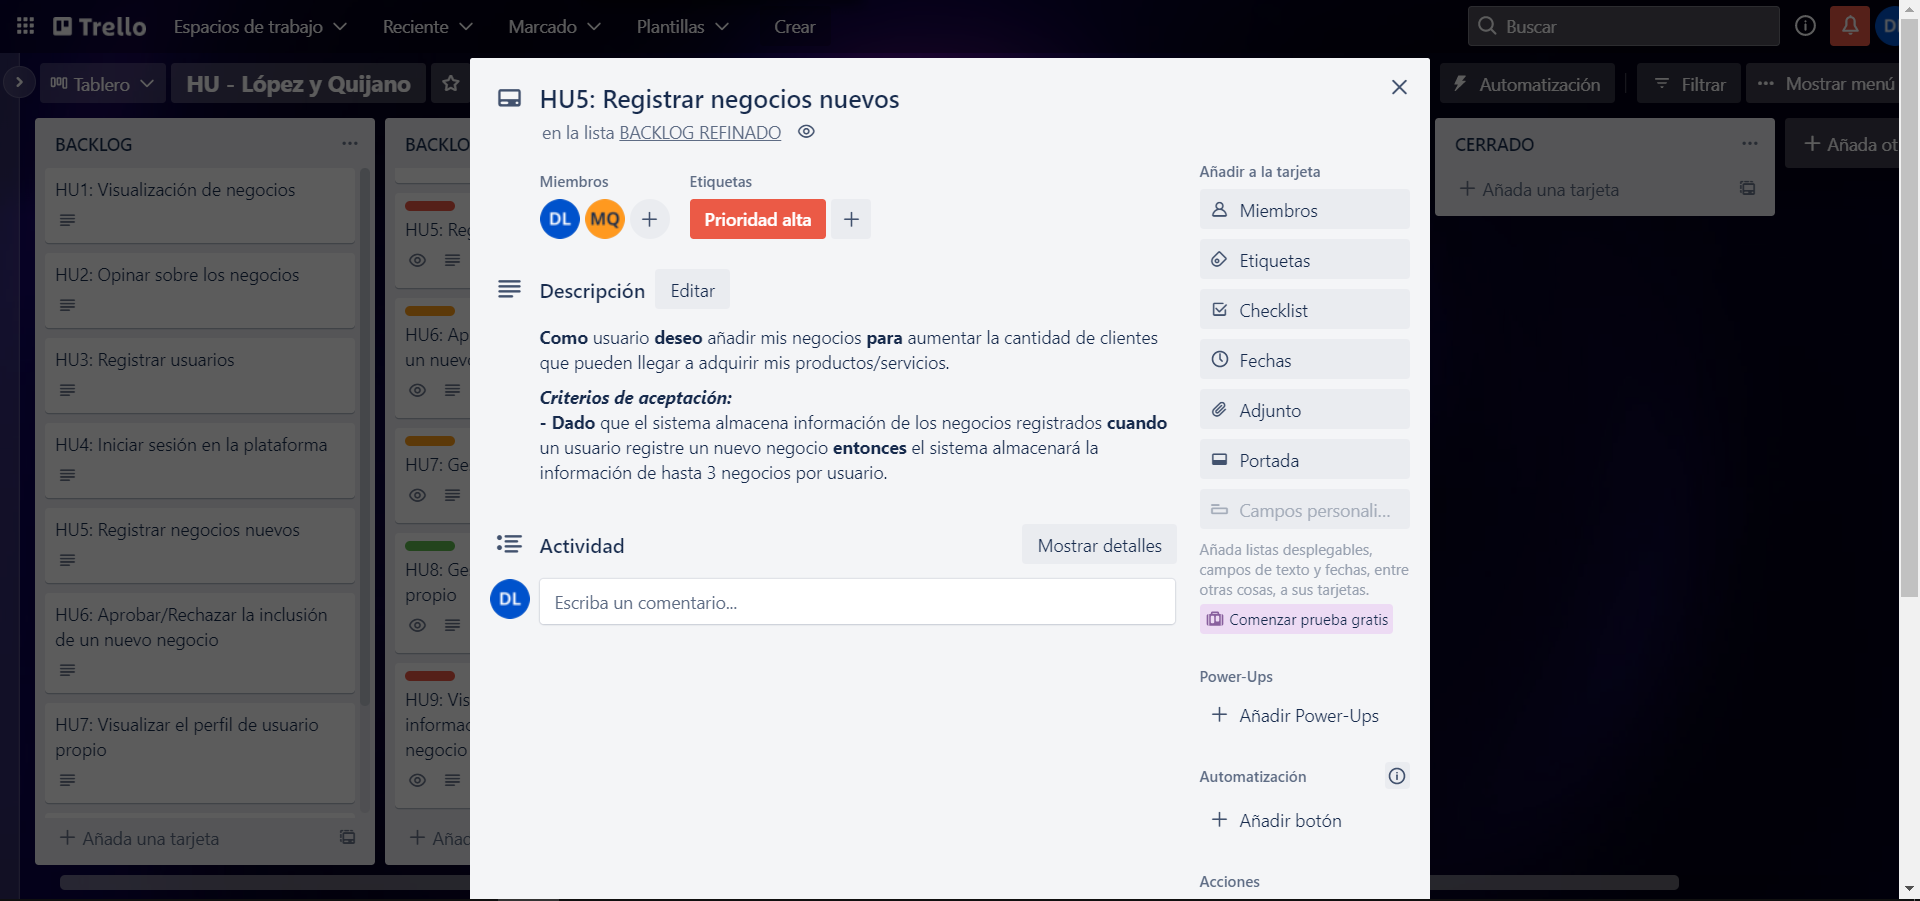 Trello
Espacios de trabajo
Reciente
Marcado
Plantillas
Crear
Buscar
Tablero
HU - López y Quijano
Automatización
Filtrar
Mostrar menú
BACKLOG
HU1: Visualización de negocios
HU2: Opinar sobre los negocios
HU3: Registrar usuarios
HU4: Iniciar sesión en la plataforma
HU5: Registrar negocios nuevos
HU6: Aprobar/Rechazar la inclusión
de un nuevo negocio
HU7: Visualizar el perfil de usuario
propio
Añada una tarjeta
BACKLO
HU5: Reg
HU6: Ap
un nuevo
HU7: Ge
HU8: Ge
propio
HU9: Vis
informac
negocio
Añad
HU5: Registrar negocios nuevos
en la lista BACKLOG REFINADO
Miembros
DL MQ
Etiquetas
Prioridad alta
Descripción
Editar
Como usuario deseo añadir mis negocios para aumentar la cantidad de clientes
que pueden llegar a adquirir mis productos/servicios.
Criterios de aceptación:
- Dado que el sistema almacena información de los negocios registrados cuando
un usuario registre un nuevo negocio entonces el sistema almacenará la
información de hasta 3 negocios por usuario.
Actividad
Mostrar detalles
DL
Escriba un comentario...
Añadir a la tarjeta
Miembros
Etiquetas
Checklist
Fechas
Adjunto
Portada
Campos personali...
Añada listas desplegables,
campos de texto y fechas, entre
otras cosas, a sus tarjetas.
Comenzar prueba gratis
Power-Ups
Añadir Power-Ups
Automatización
Añadir botón
Acciones
CERRADO
Añada una tarjeta
Añada ot